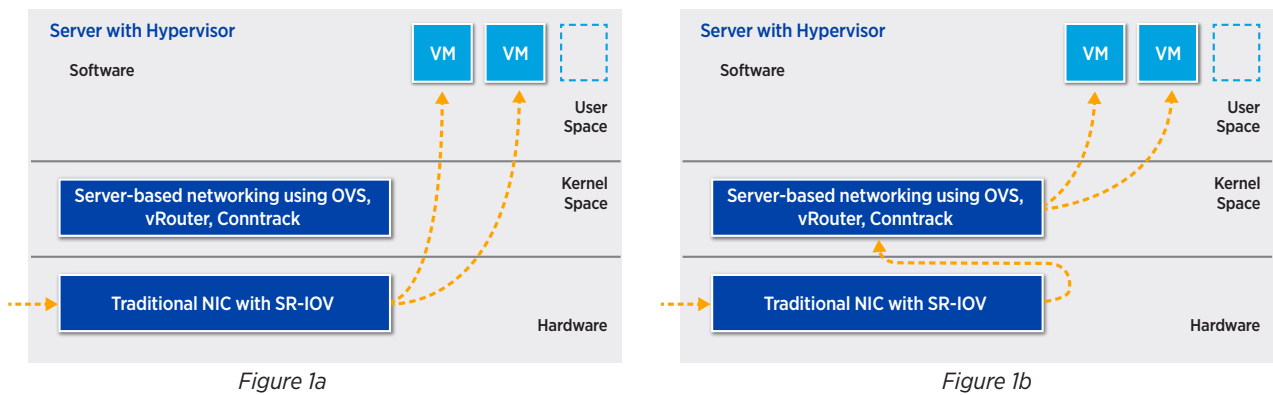 Server with Hypervisor
Software
VM
VM
User
Space
Server-based networking using OVS,
vRouter, Conntrack
Kernel
Space
Traditional NIC with SR-IOV
Hardware
Figure 1a
Server with Hypervisor
Software
VM
VM
User
Space
Server-based networking using OVS,
vRouter, Conntrack
Kernel
Space
Traditional NIC with SR-IOV
Hardware
Figure 1b